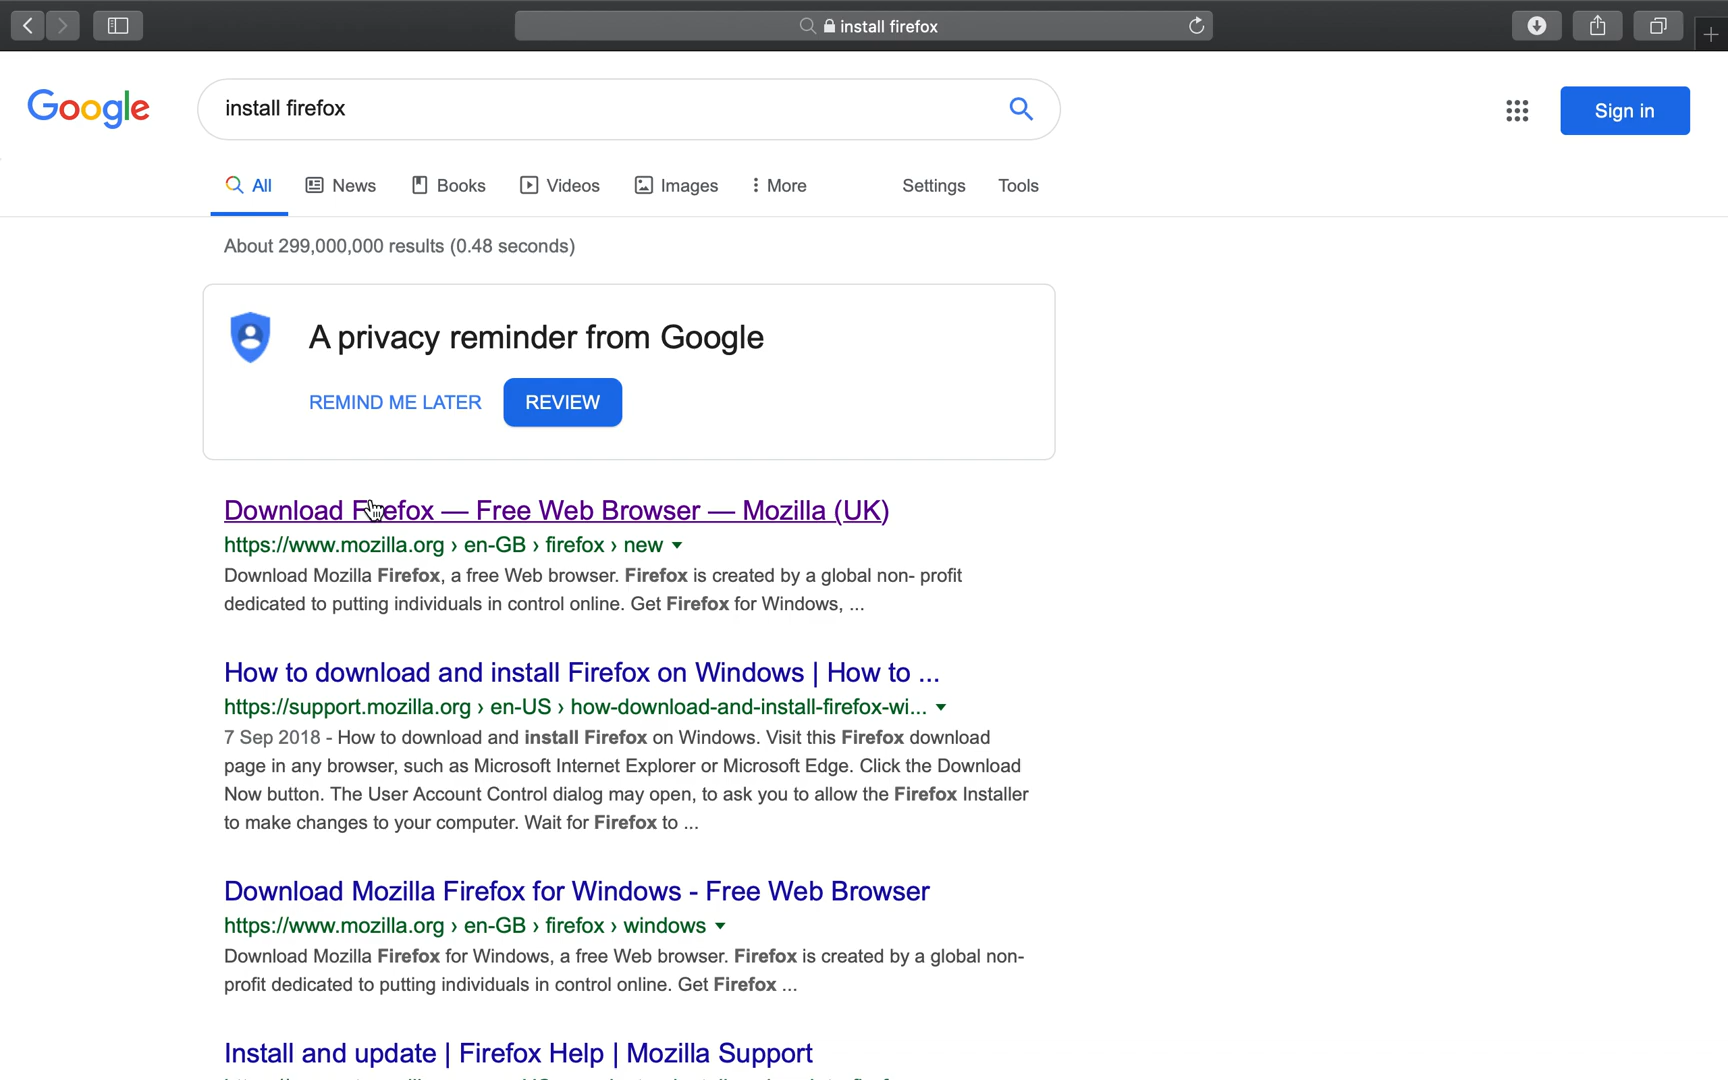 install firefox
Google
install firefox
Sign in
All
News
Books
Videos
Images
More
Settings
Tools
About 299,000,000 results (0.48 seconds)
A privacy reminder from Google
REMIND ME LATER
REVIEW
Download Firefox — Free Web Browser — Mozilla (UK)
https://www.mozilla.org › en-GB › firefox › new
Download Mozilla Firefox, a free Web browser. Firefox is created by a global non- profit
dedicated to putting individuals in control online. Get Firefox for Windows, ...
How to download and install Firefox on Windows | How to ...
https://support.mozilla.org › en-US › how-download-and-install-firefox-wi...
7 Sep 2018 - How to download and install Firefox on Windows. Visit this Firefox download
page in any browser, such as Microsoft Internet Explorer or Microsoft Edge. Click the Download
Now button. The User Account Control dialog may open, to ask you to allow the Firefox Installer
to make changes to your computer. Wait for Firefox to ...
Download Mozilla Firefox for Windows - Free Web Browser
https://www.mozilla.org › en-GB › firefox › windows
Download Mozilla Firefox for Windows, a free Web browser. Firefox is created by a global non-
profit dedicated to putting individuals in control online. Get Firefox ...
Install and update | Firefox Help | Mozilla Support